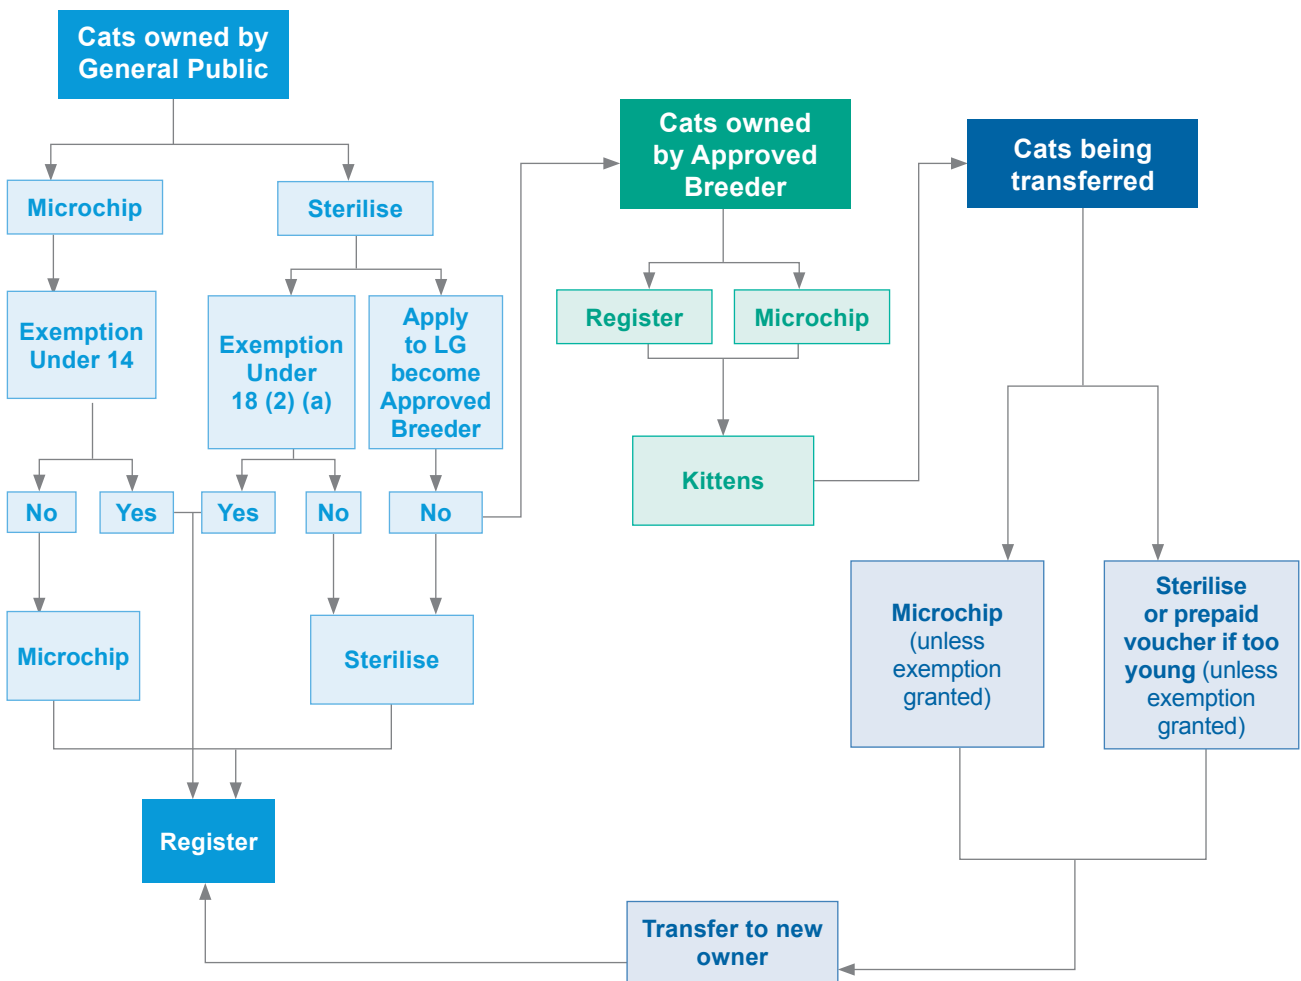 Cats owned by
General Public
Cats owned
by Approved
Breeder
Cats being
transferred
Microchip
Sterilise
Exemption
Under 14
Exemption
Under
18 (2) (a)
Apply
to LG
become
Approved
Breeder
Register
Microchip
Kittens
No
Yes
Yes
No
No
Microchip
Sterilise
Microchip
(unless
exemption
granted)
Sterilise
or prepaid
voucher if too
young (unless
exemption
granted)
Register
Transfer to new
owner